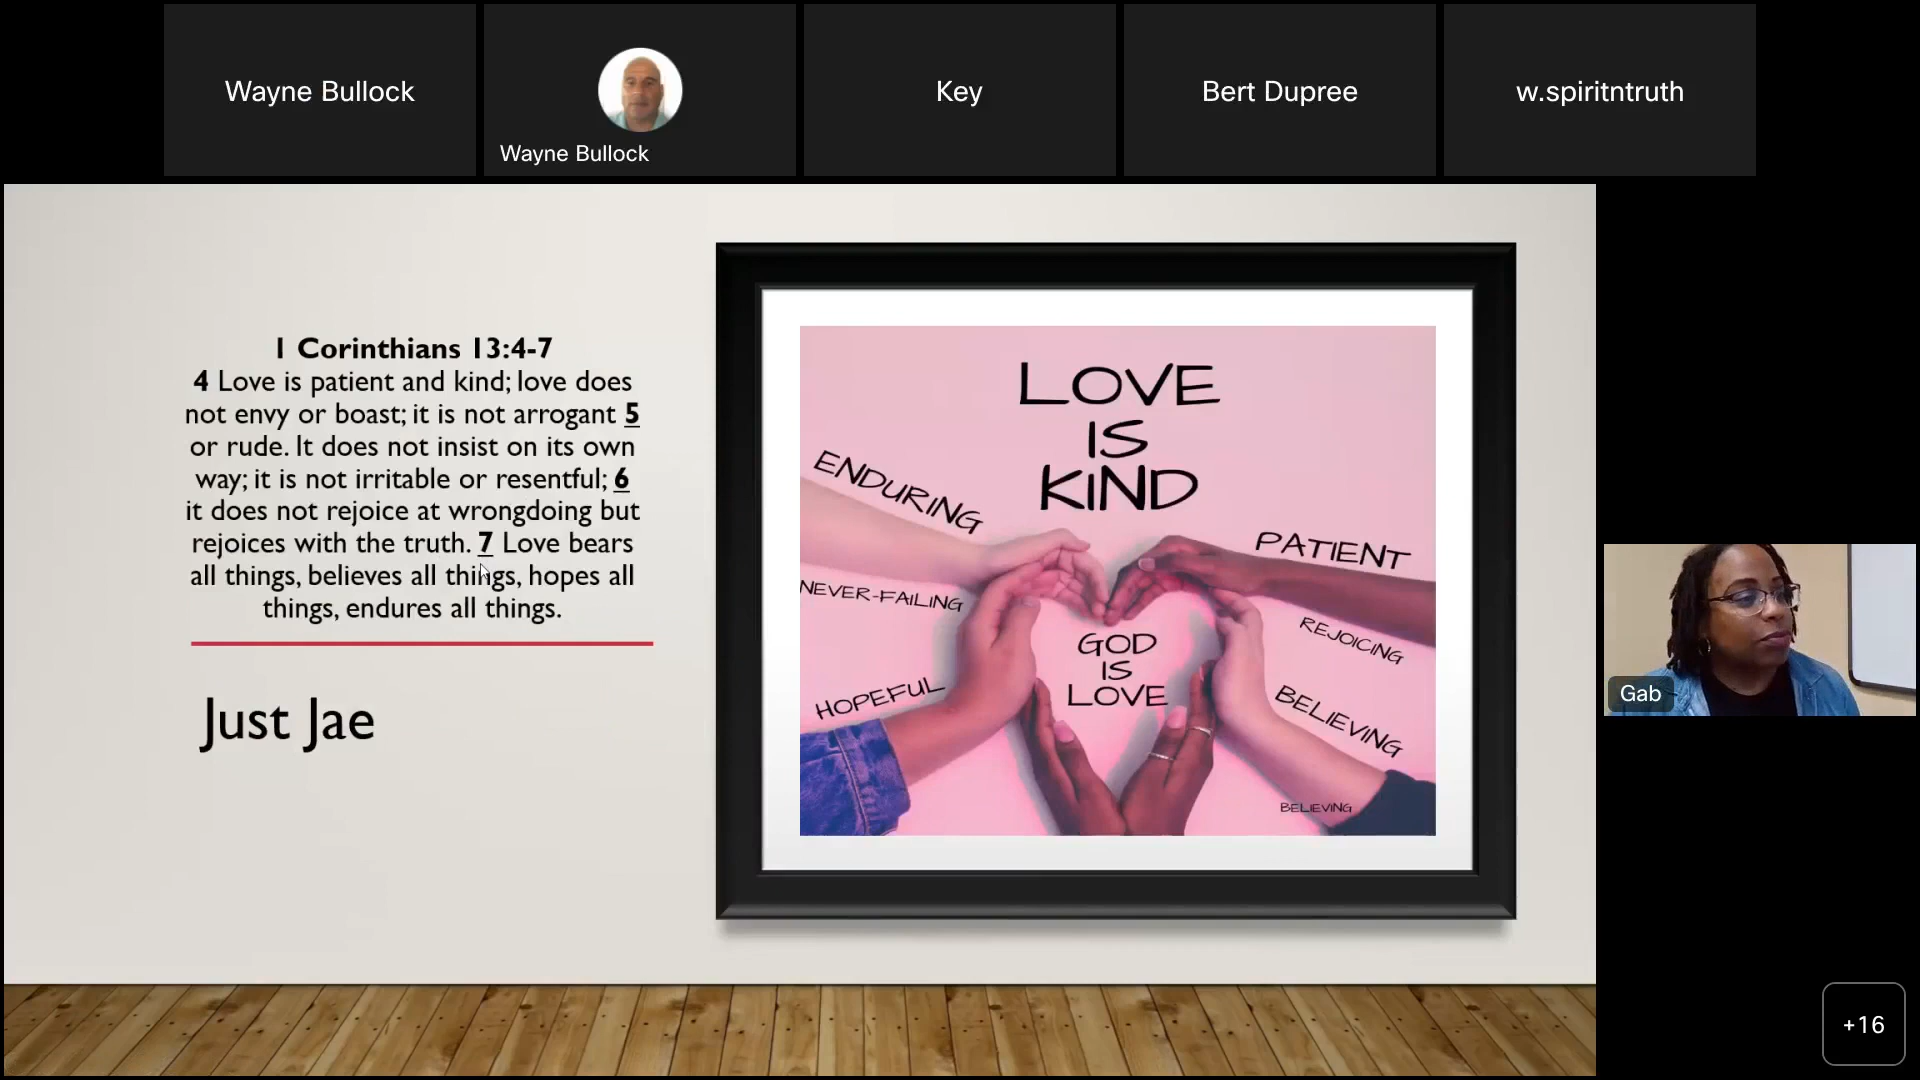 Wayne Bullock
Wayne Bullock
Key
Bert Dupree
w.spiritntruth
1 Corinthians 13:4-7
4 Love is patient and kind; love does
not envy or boast; it is not arrogant 5
or rude. It does not insist on its own
way; it is not irritable or resentful; 6
it does not rejoice at wrongdoing but
rejoices with the truth. 7 Love bears
all things, believes all things, hopes all
things, endures all things.
Just Jae
LOVE
IS
KIND
ENDURING
PATIENT
NEVER-FAILING
REJOICING
GOD
IS
LOVE
HOPEFUL
BELIEVING
BELIEVING
Gab
+16